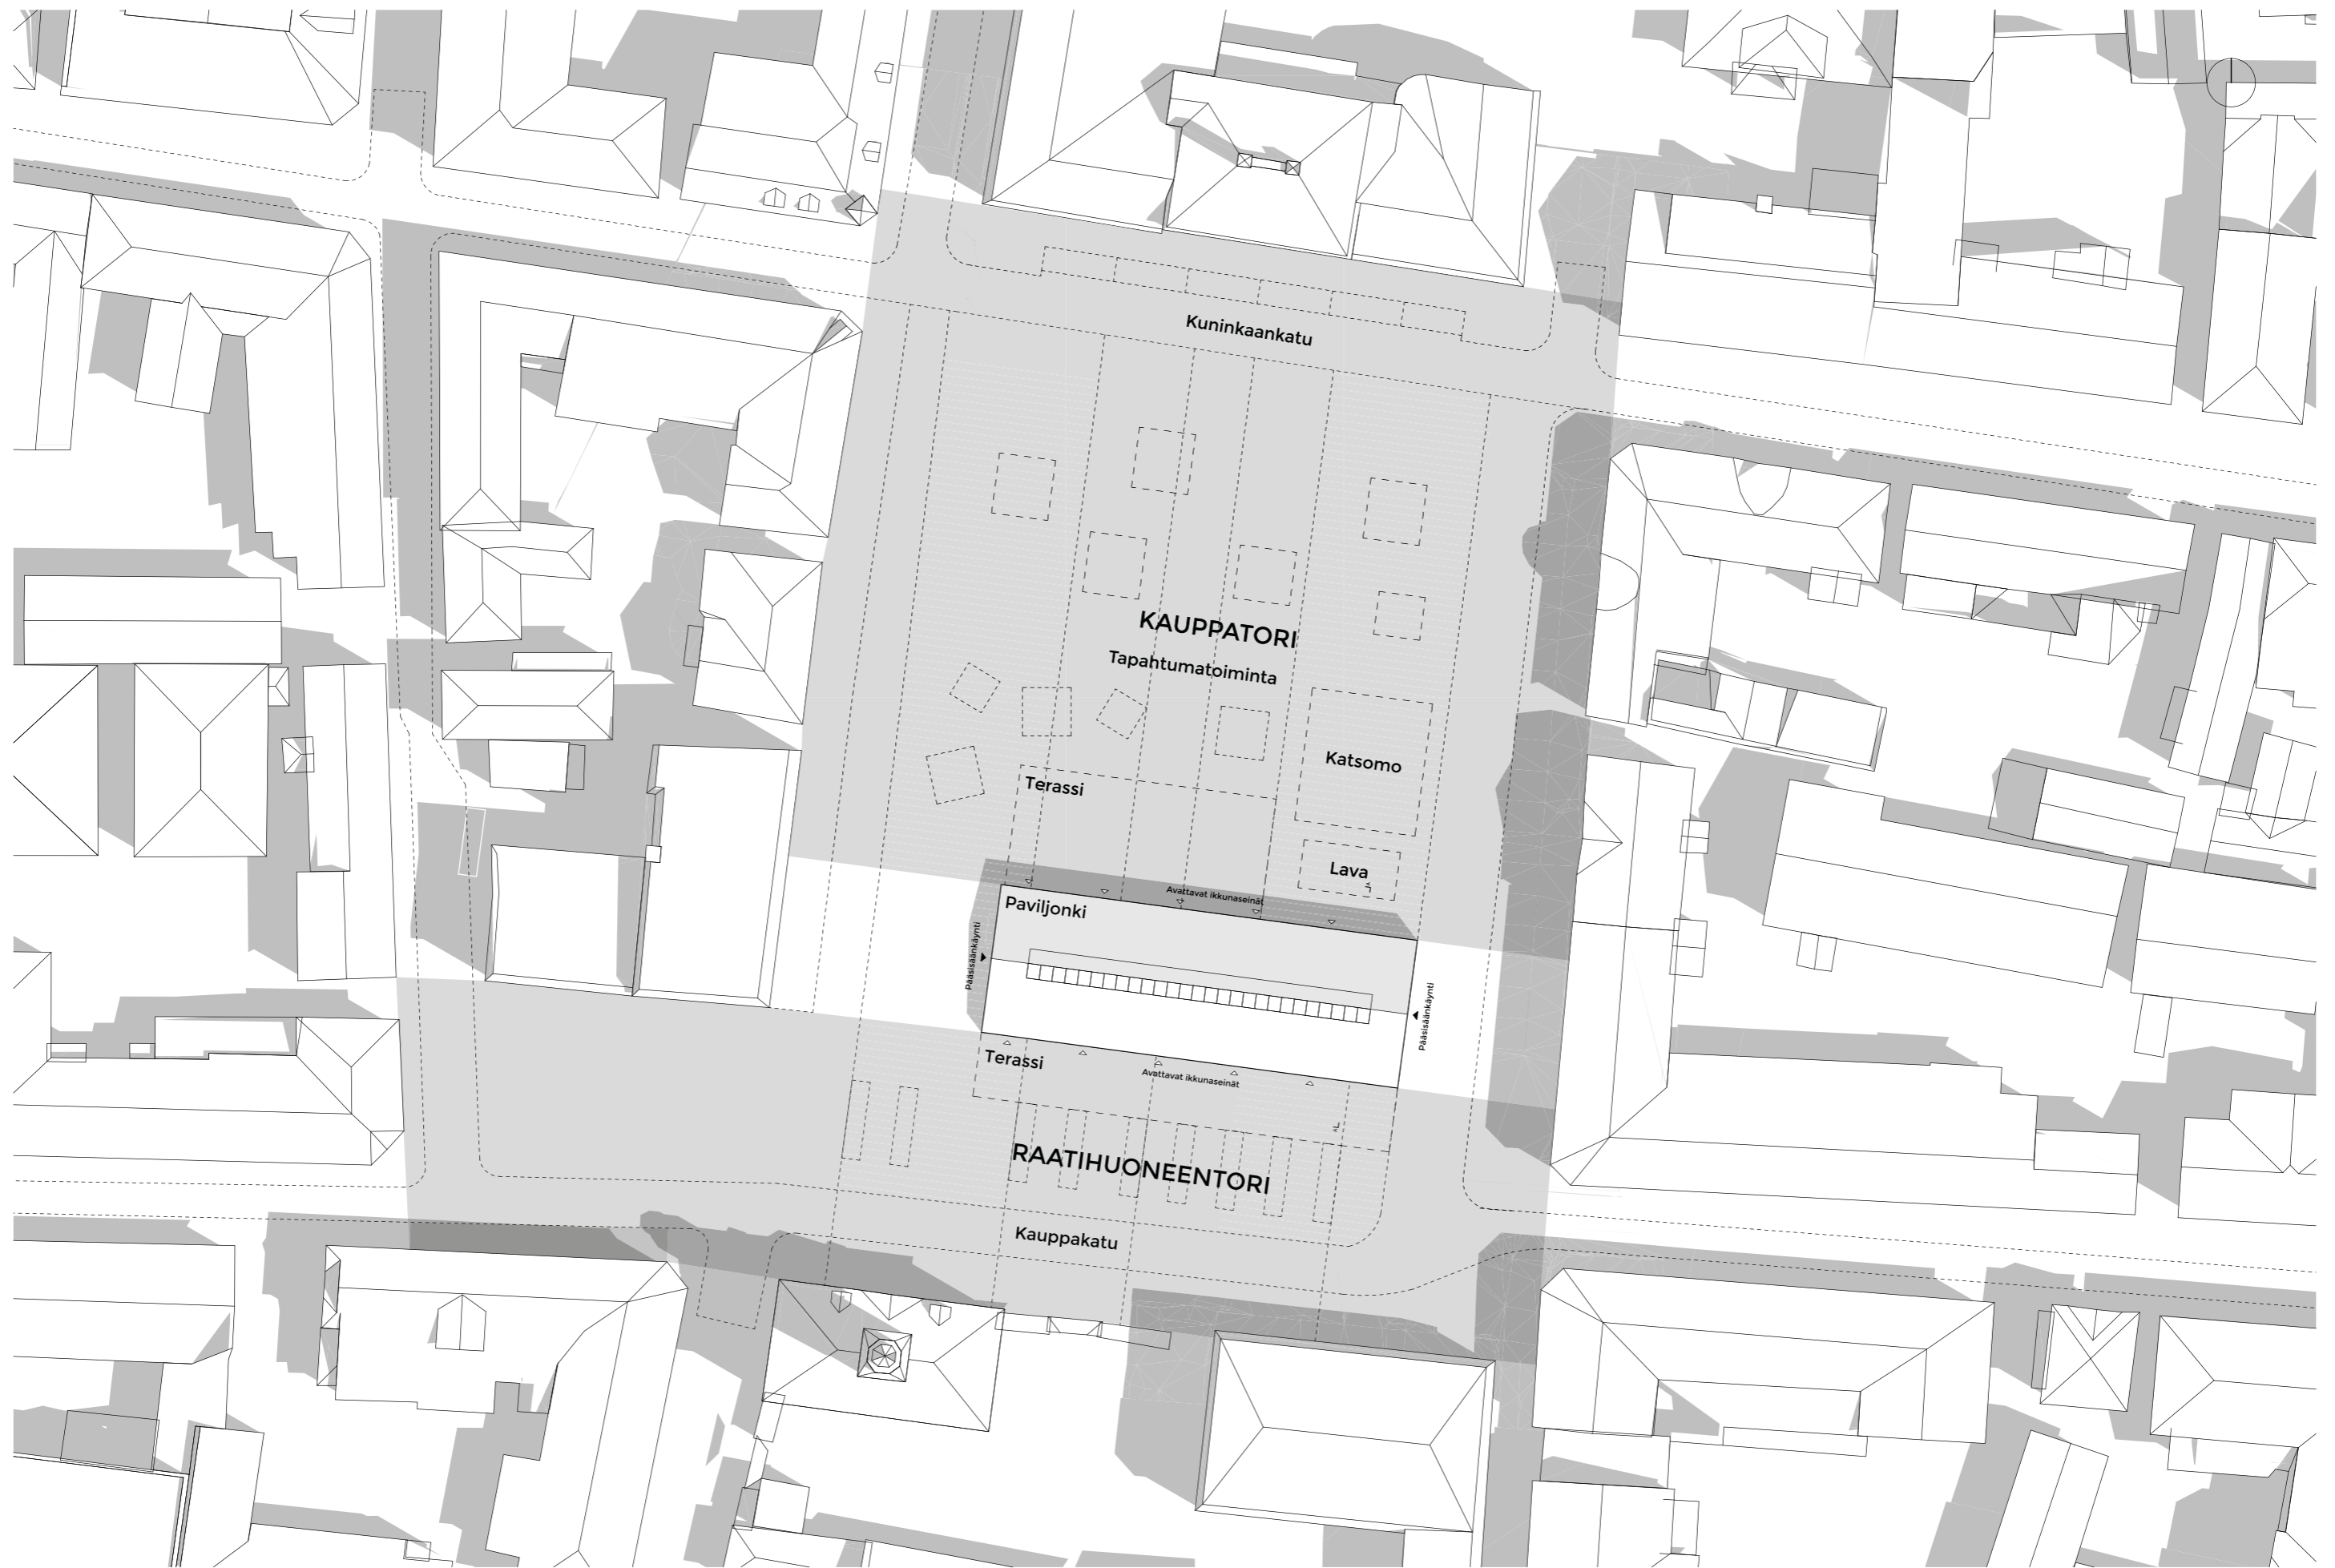 Kuninkaankatu
KAUPPATORI
Tapahtumatoiminta
Katsomo
Terassi
Lava
Avattavat ikkunaseinät
Paviljonki
Pääsisäänkäynti
Pääsisäänkäynti
Terassi
Avattavat ikkunaseinät
RAATIHUONEENTORI
Kauppakatu